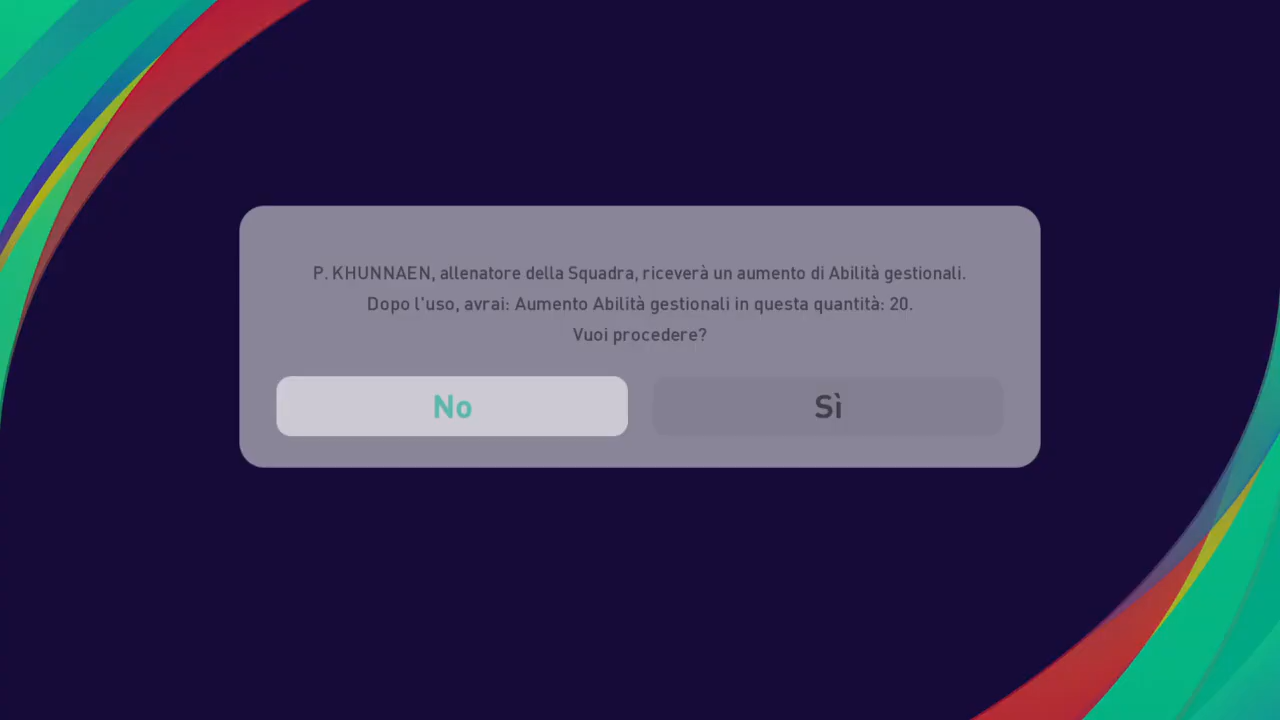 P. KHUNNAEN, allenatore della Squadra, riceverà un aumento di Abilità gestionali.
Dopo l'uso, avrai: Aumento Abilità gestionali in questa quantità: 20.
Vuoi procedere?
No Sì